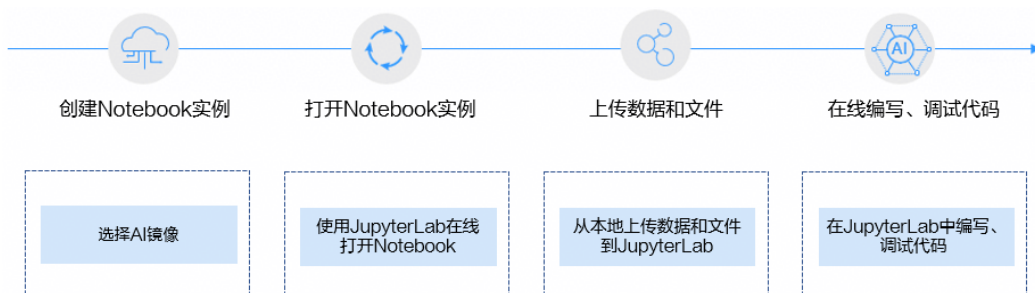 AI
创建Notebook实例
打开Notebook实例
上传数据和文件
在线编写、调试代码
选择AI镜像
使用JupyterLab在线
打开Notebook
从本地上传数据和文件
到JupyterLab
在JupyterLab中编写、
调试代码